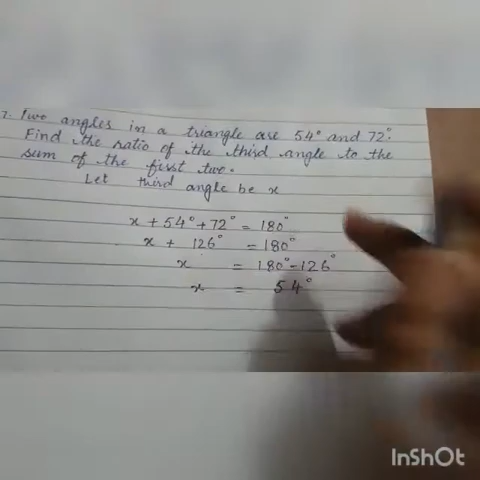 7. Two angles in a triangle are 54° and 72°.
Find the ratio of the third angle to the
sum of the first two.
Let third angle be x
x + 54° + 72° = 180°
x + 126° = 180°
x = 180° - 126°
x = 54°
InShOt